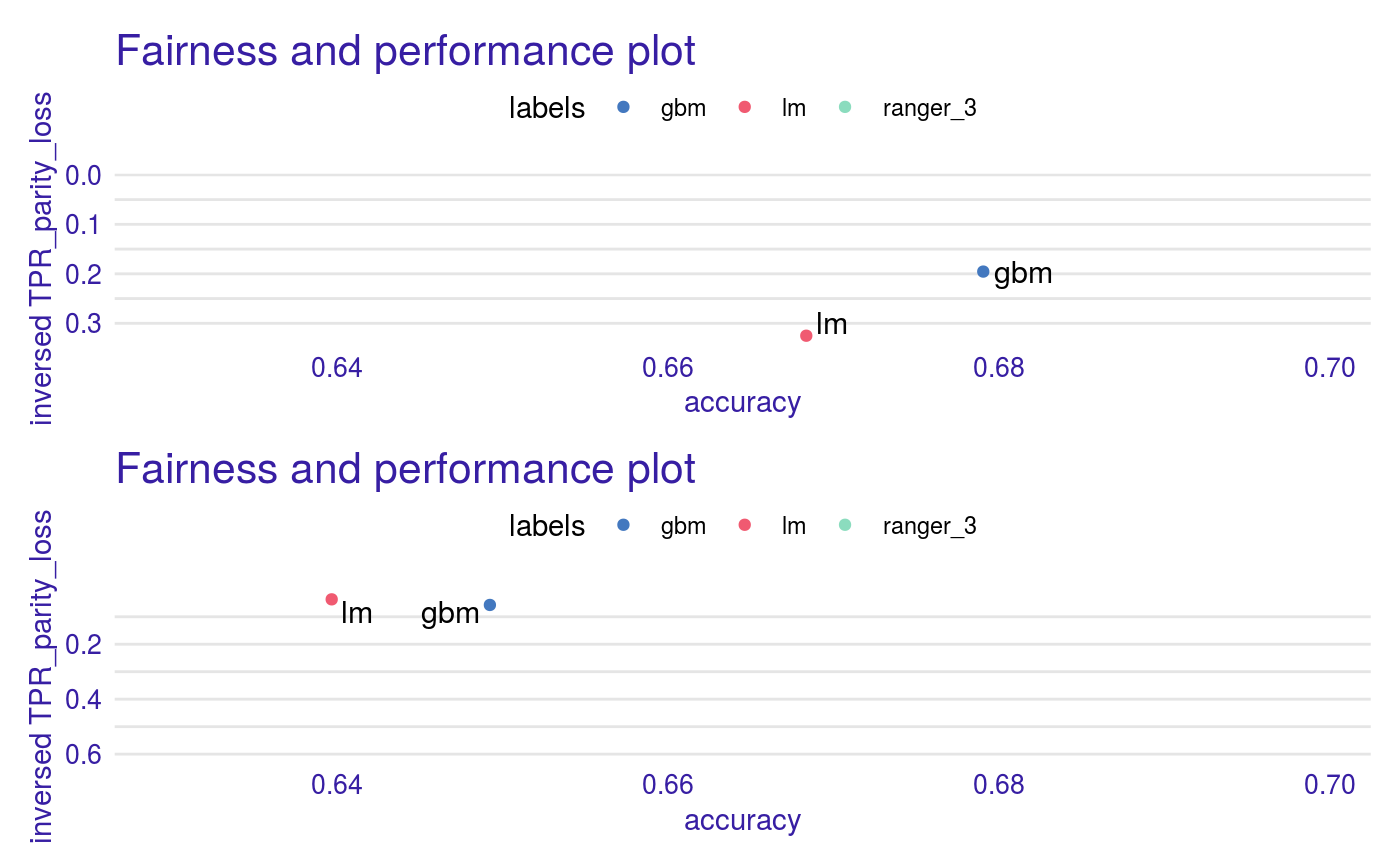 Fairness and performance plot
labels gbm lm ranger_3
inversed TPR_parity_loss
0.0
0.1
0.2
gbm
0.3
lm
0.64 0.66 0.68 0.70
accuracy
Fairness and performance plot
labels gbm lm ranger_3
inversed TPR_parity_loss
lm gbm
0.2
0.4
0.6
0.64 0.66 0.68 0.70
accuracy